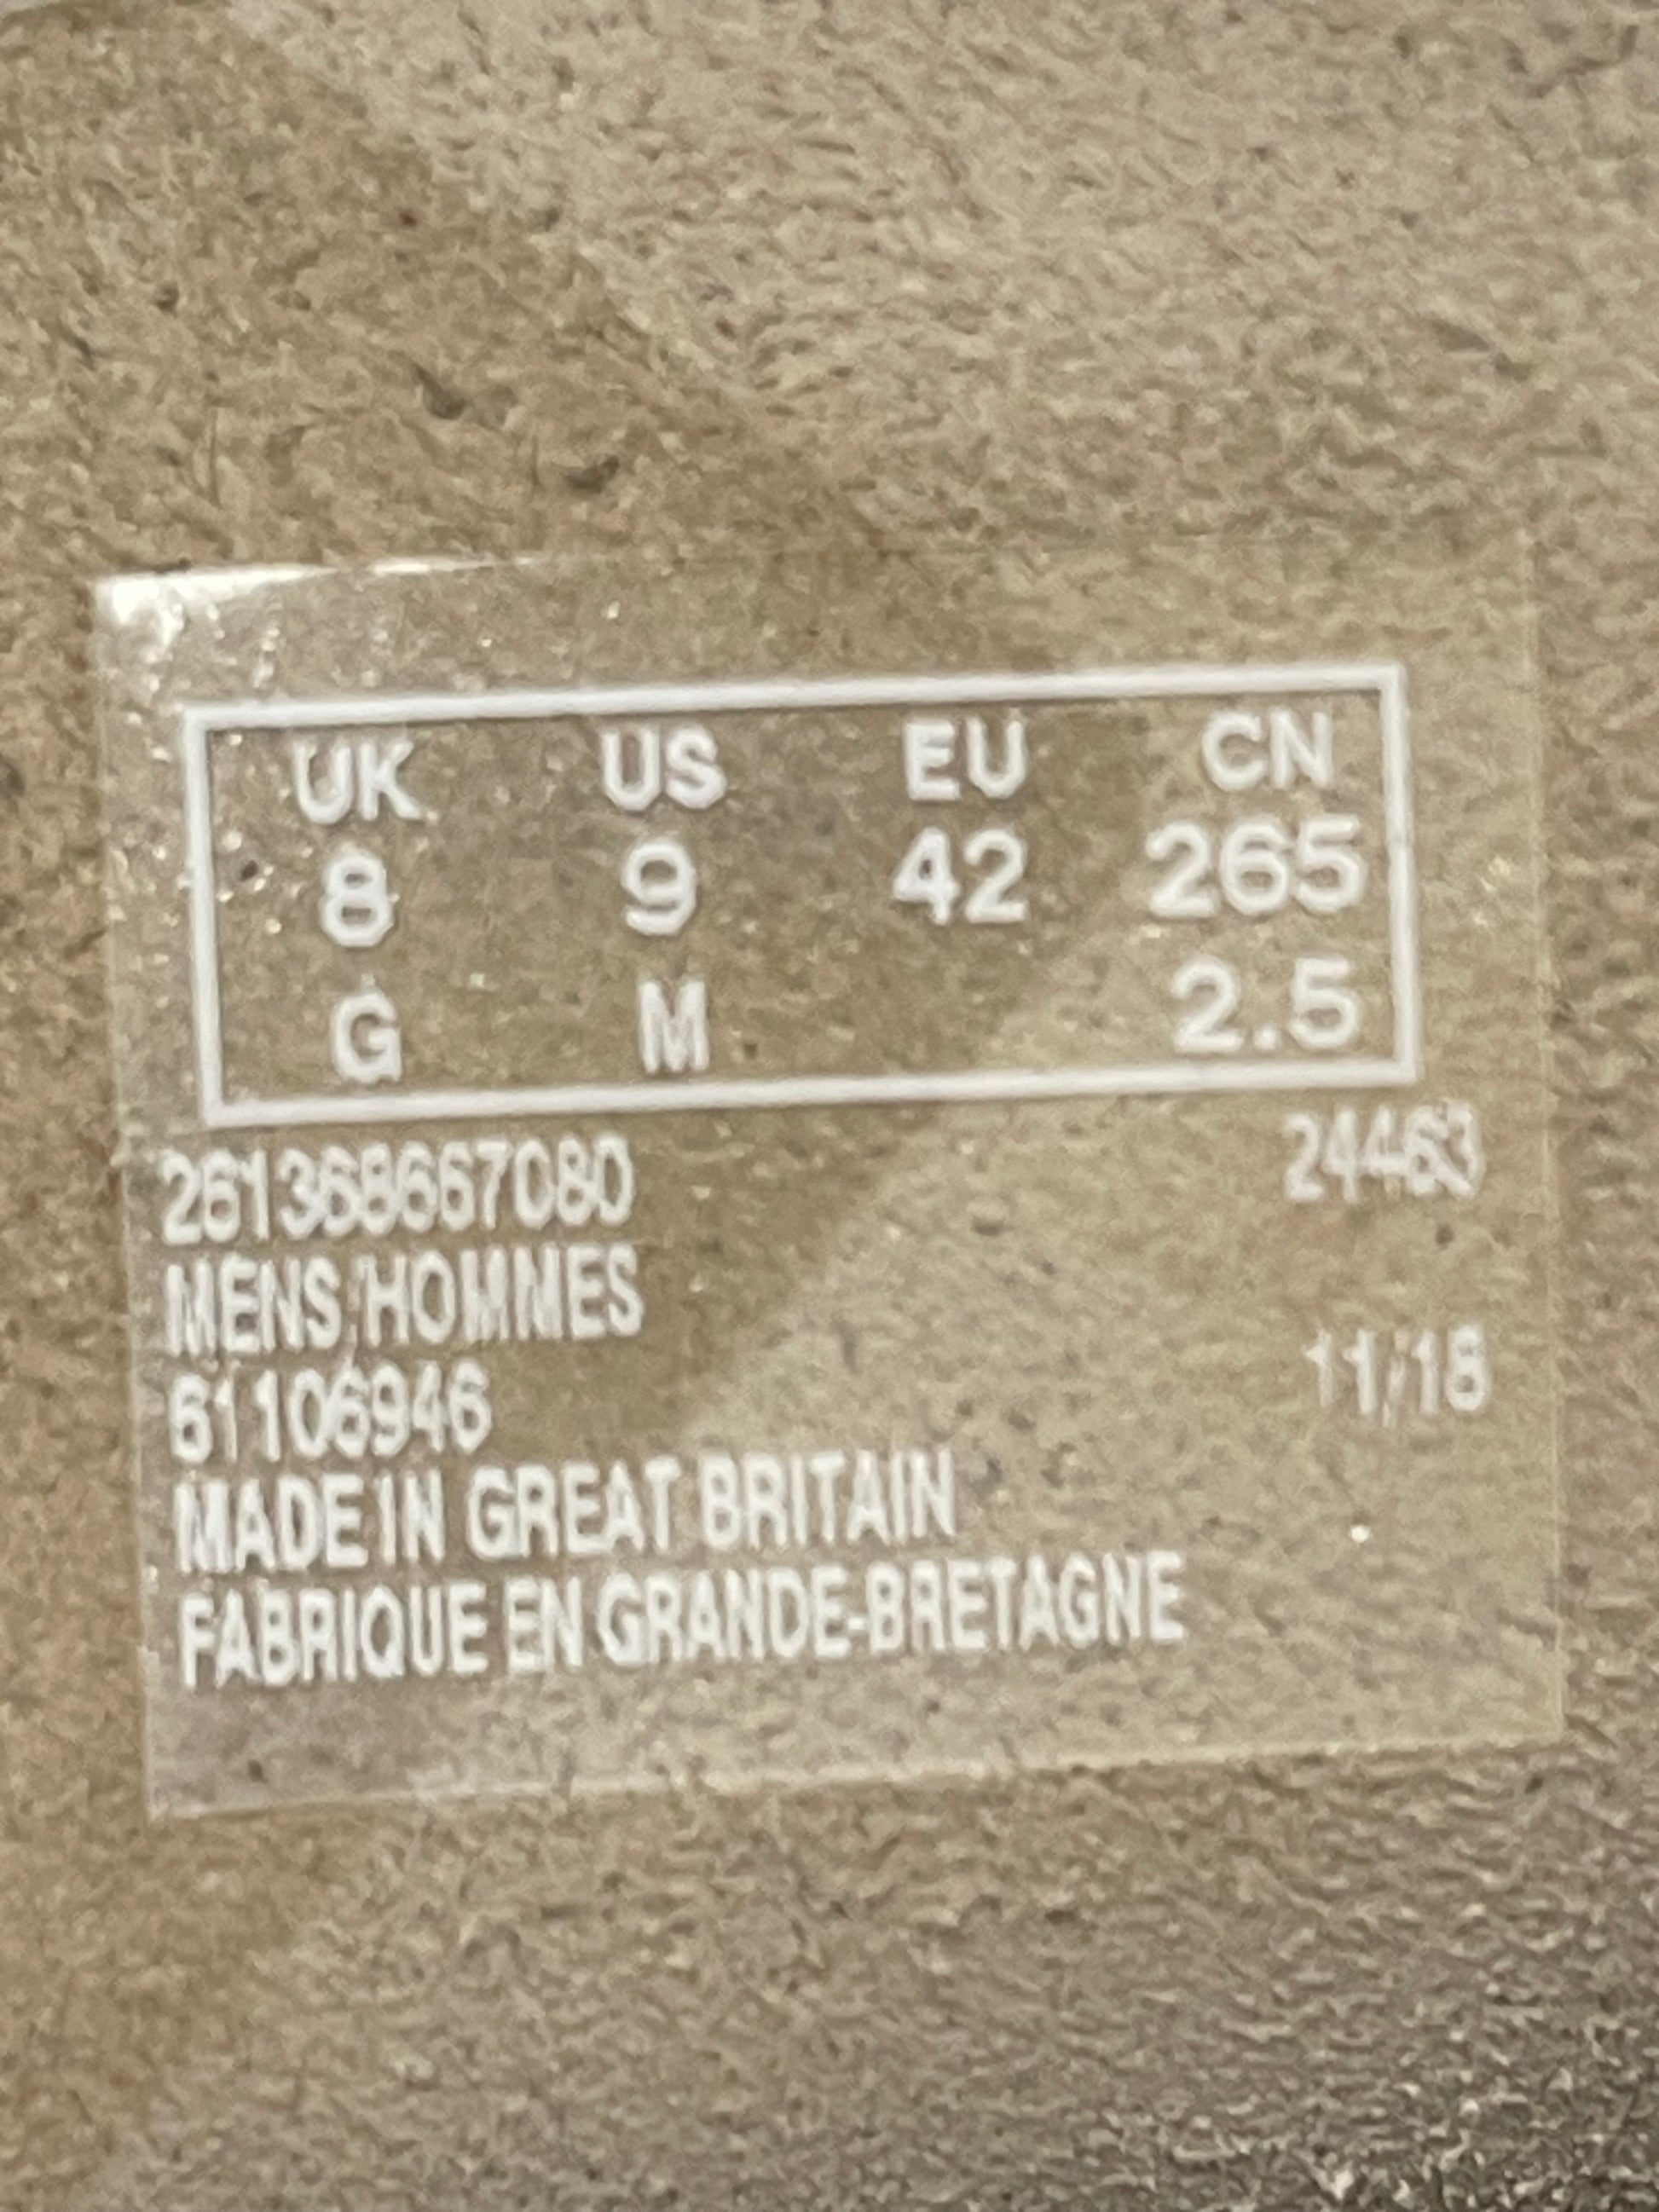 UK US EU CN
8 9 42 265
G M 2.5
261368667080 24463
MENS/HOMMES
61106946 11/18
MADE IN GREAT BRITAIN
FABRIQUE EN GRANDE-BRETAGNE